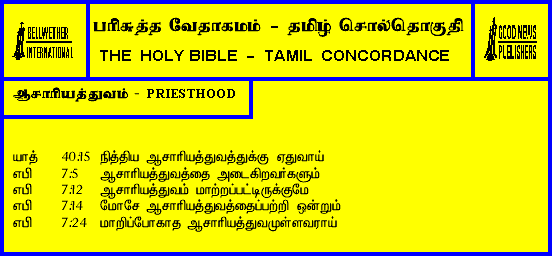 BELLWETHER
INTERNATIONAL
பரிசுத்த வேதாகமம் - தமிழ் சொல்தொகுதி
THE HOLY BIBLE - TAMIL CONCORDANCE
GOOD NEWS
PUBLISHERS
ஆசாரியத்துவம் - PRIESTHOOD
யாத் 40:15 நித்திய ஆசாரியத்துவத்துக்கு ஏதுவாய்
எபி 7:5 ஆசாரியத்துவத்தை அடைகிறவர்களும்
எபி 7:12 ஆசாரியத்துவம் மாற்றப்பட்டிருக்குமே
எபி 7:14 மோசே ஆசாரியத்துவத்தைப்பற்றி ஒன்றும்
எபி 7:24 மாறிப்போகாத ஆசாரியத்துவமுள்ளவராய்